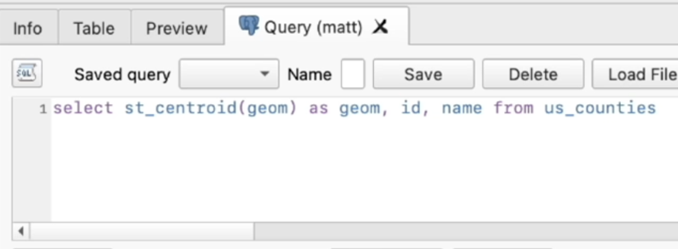 Info Table Preview Query (matt) X
SQL Saved query Name Save Delete Load File
1 select st_centroid(geom) as geom, id, name from us_counties